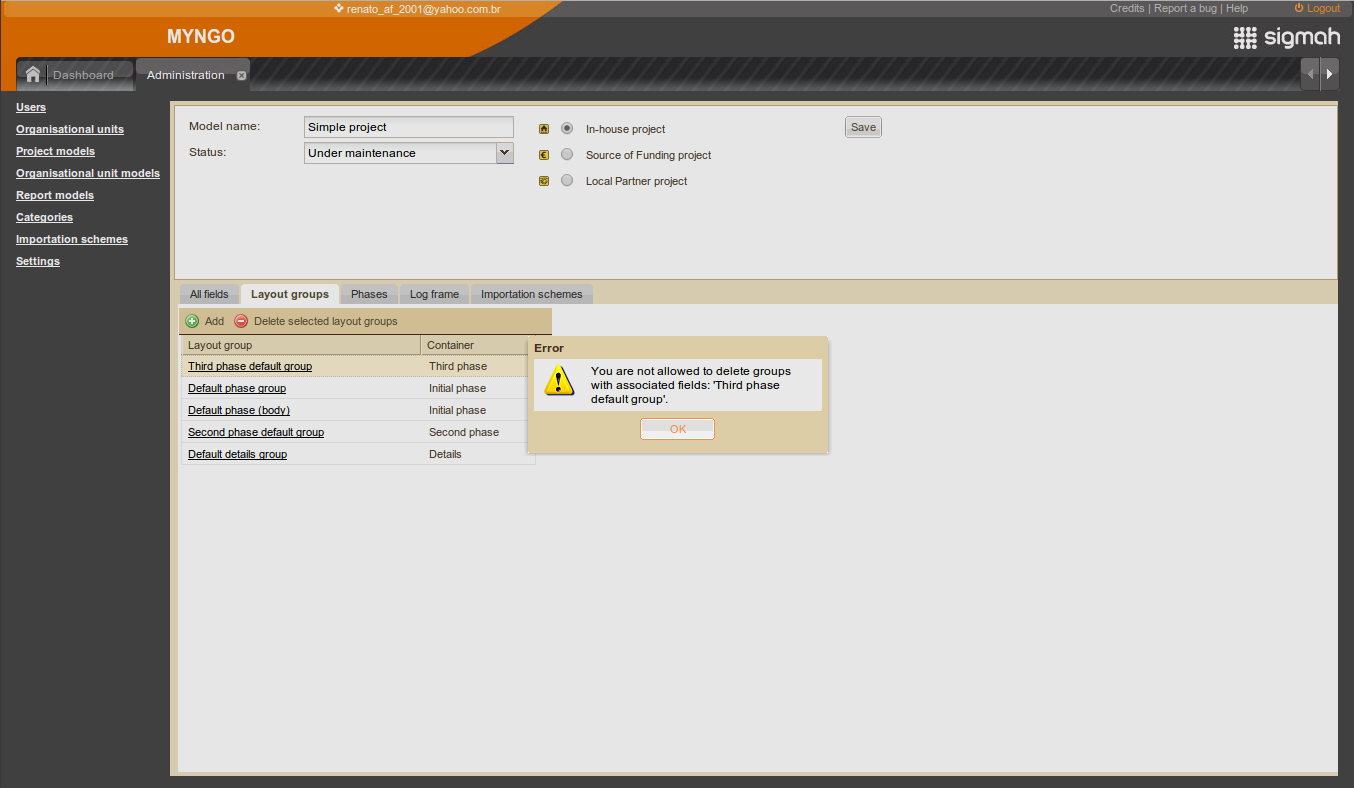 renato_af_2001@yahoo.com.br
Credits | Report a bug | Help
Logout
MYNGO
sigmah
Dashboard
Administration
Users
Organisational units
Project models
Organisational unit models
Report models
Categories
Importation schemes
Settings
Model name:
Simple project
Status:
Under maintenance
In-house project
Source of Funding project
Local Partner project
Save
All fields
Layout groups
Phases
Log frame
Importation schemes
Add
Delete selected layout groups
Layout group
Container
Third phase default group
Third phase
Default phase group
Initial phase
Default phase (body)
Initial phase
Second phase default group
Second phase
Default details group
Details
Error
You are not allowed to delete groups
with associated fields: 'Third phase
default group'.
OK